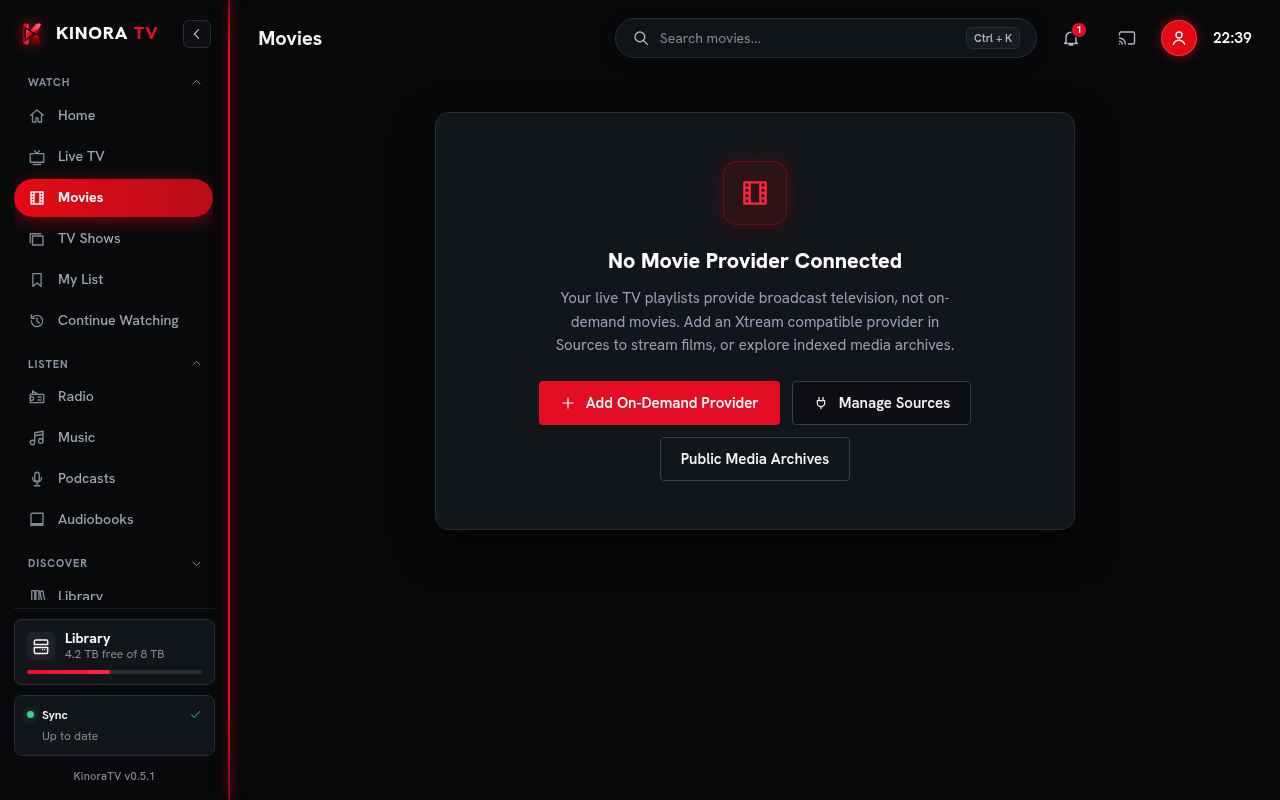 KINORA TV
WATCH
Home
Live TV
Movies
TV Shows
My List
Continue Watching
LISTEN
Radio
Music
Podcasts
Audiobooks
DISCOVER
Library
Library
4.2 TB free of 8 TB
Sync
Up to date
KinoraTV v0.5.1
Movies
Search movies...
Ctrl + K
1
22:39
No Movie Provider Connected
Your live TV playlists provide broadcast television, not on-
demand movies. Add an Xtream compatible provider in
Sources to stream films, or explore indexed media archives.
Add On-Demand Provider
Manage Sources
Public Media Archives